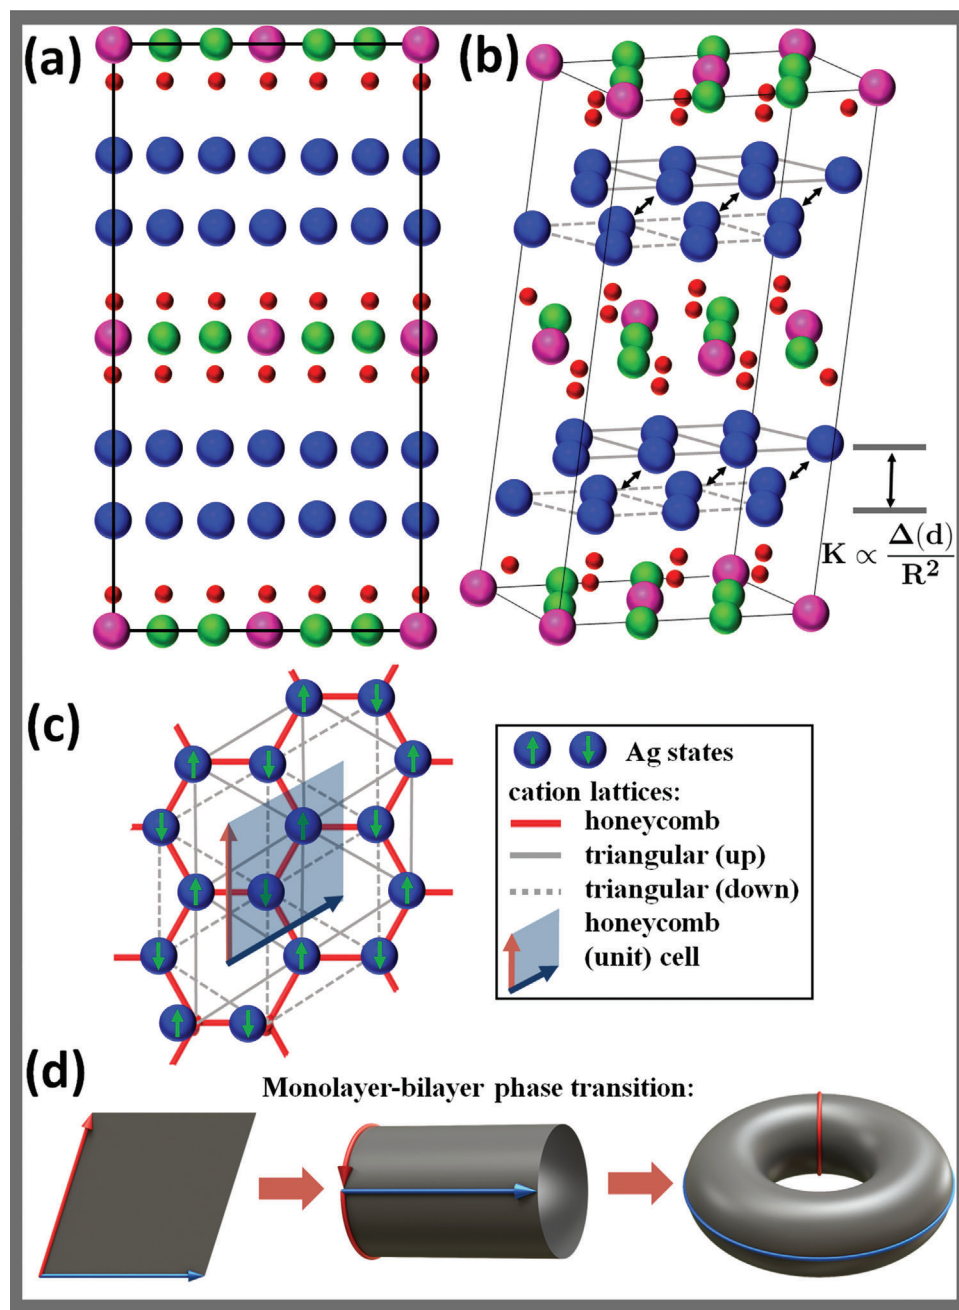 (a)
(b)
K ∝ Δ(d)/R²
(c)
Ag states
cation lattices:
honeycomb
triangular (up)
triangular (down)
honeycomb
(unit) cell
(d)
Monolayer-bilayer phase transition: